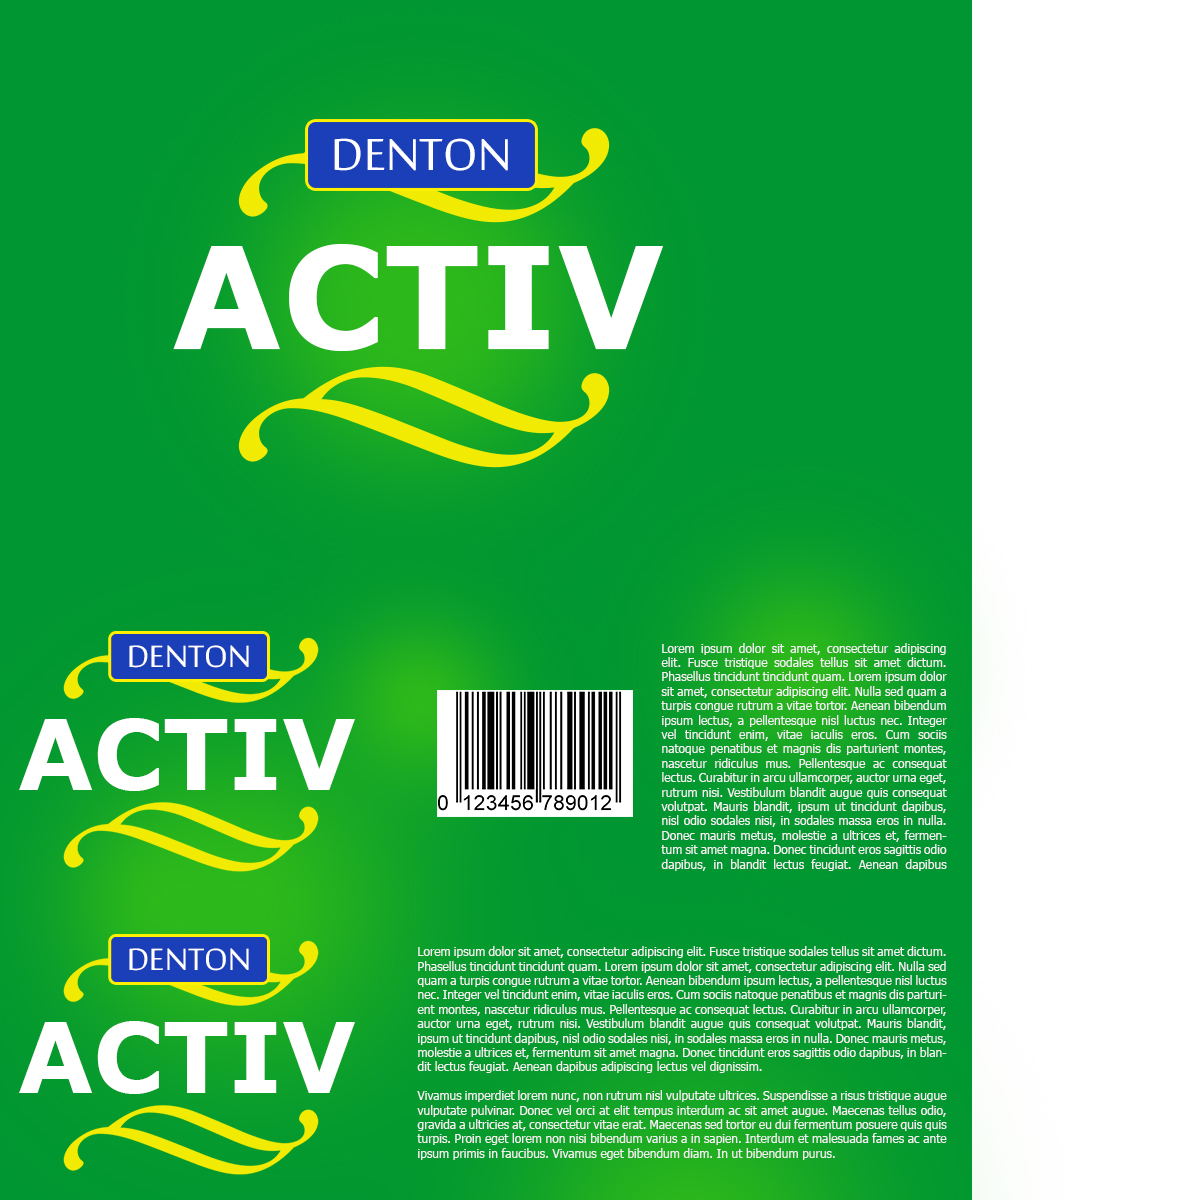 DENTON
ACTIV
DENTON
ACTIV
0 123456 789012
Lorem ipsum dolor sit amet, consectetur adipiscing
elit. Fusce tristique sodales tellus sit amet dictum.
Phasellus tincidunt tincidunt quam. Lorem ipsum dolor
sit amet, consectetur adipiscing elit. Nulla sed quam a
turpis congue rutrum a vitae tortor. Aenean bibendum
ipsum lectus, a pellentesque nisl luctus nec. Integer
vel tincidunt enim, vitae iaculis eros. Cum sociis
natoque penatibus et magnis dis parturient montes,
nascetur ridiculus mus. Pellentesque ac consequat
lectus. Curabitur in arcu ullamcorper, auctor urna eget,
rutrum nisi. Vestibulum blandit augue quis consequat
volutpat. Mauris blandit, ipsum ut tincidunt dapibus,
nisl odio sodales nisi, in sodales massa eros in nulla.
Donec mauris metus, molestie a ultrices et, fermen-
tum sit amet magna. Donec tincidunt eros sagittis odio
dapibus, in blandit lectus feugiat. Aenean dapibus
DENTON
ACTIV
Lorem ipsum dolor sit amet, consectetur adipiscing elit. Fusce tristique sodales tellus sit amet dictum.
Phasellus tincidunt tincidunt quam. Lorem ipsum dolor sit amet, consectetur adipiscing elit. Nulla sed
quam a turpis congue rutrum a vitae tortor. Aenean bibendum ipsum lectus, a pellentesque nisl luctus
nec. Integer vel tincidunt enim, vitae iaculis eros. Cum sociis natoque penatibus et magnis dis parturi-
ent montes, nascetur ridiculus mus. Pellentesque ac consequat lectus. Curabitur in arcu ullamcorper,
auctor urna eget, rutrum nisi. Vestibulum blandit augue quis consequat volutpat. Mauris blandit,
ipsum ut tincidunt dapibus, nisl odio sodales nisi, in sodales massa eros in nulla. Donec mauris metus,
molestie a ultrices et, fermentum sit amet magna. Donec tincidunt eros sagittis odio dapibus, in blan-
dit lectus feugiat. Aenean dapibus adipiscing lectus vel dignissim.
Vivamus imperdiet lorem nunc, non rutrum nisl vulputate ultrices. Suspendisse a risus tristique augue
vulputate pulvinar. Donec vel orci at elit tempus interdum ac sit amet augue. Maecenas tellus odio,
gravida a ultricies at, consectetur vitae erat. Maecenas sed tortor eu dui fermentum posuere quis quis
turpis. Proin eget lorem non nisi bibendum varius a in sapien. Interdum et malesuada fames ac ante
ipsum primis in faucibus. Vivamus eget bibendum diam. In ut bibendum purus.